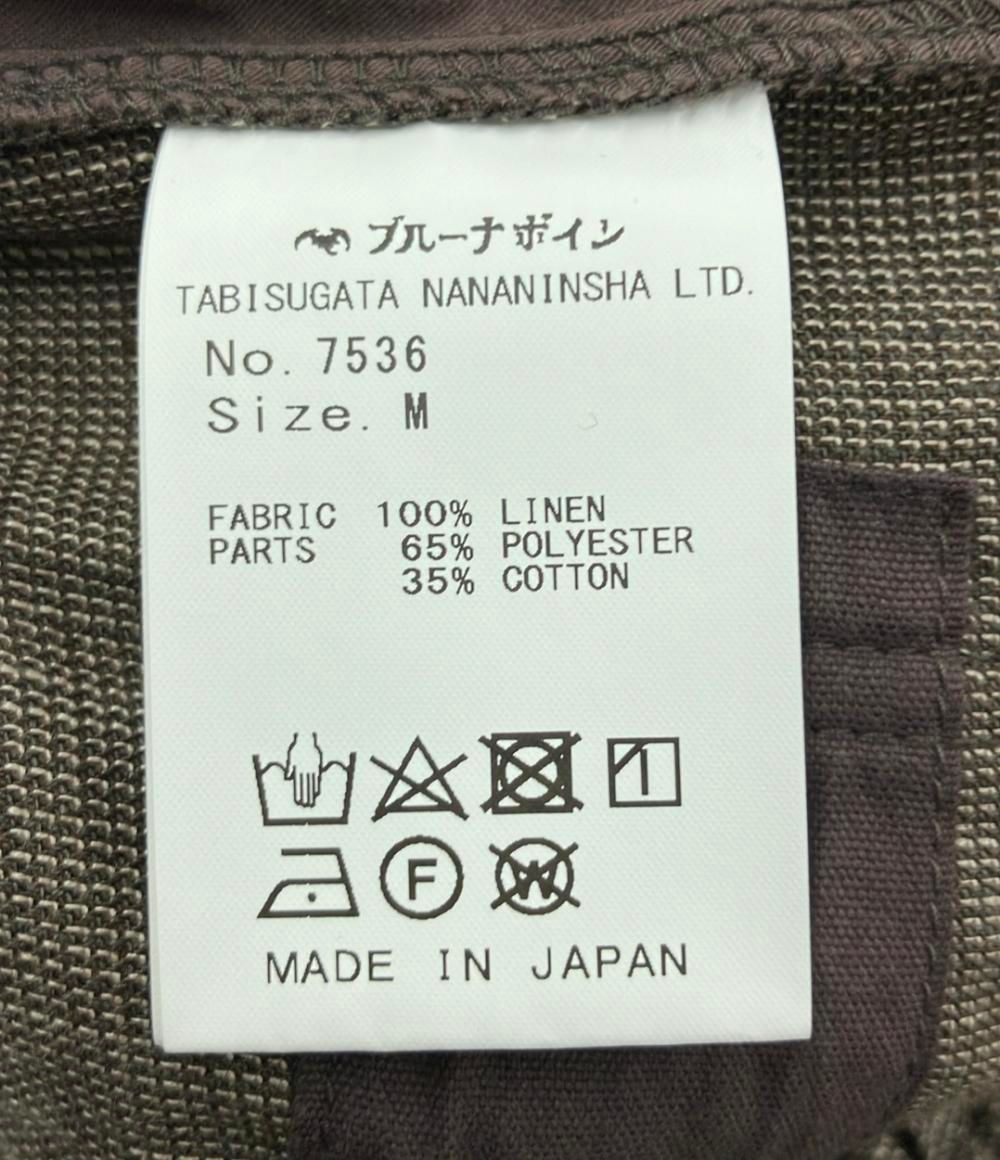 ブルーナボイン
TABISUGATA NANANINSHA LTD.
No. 7536
Size. M
FABRIC 100% LINEN
PARTS 65% POLYESTER
35% COTTON
F W
MADE IN JAPAN